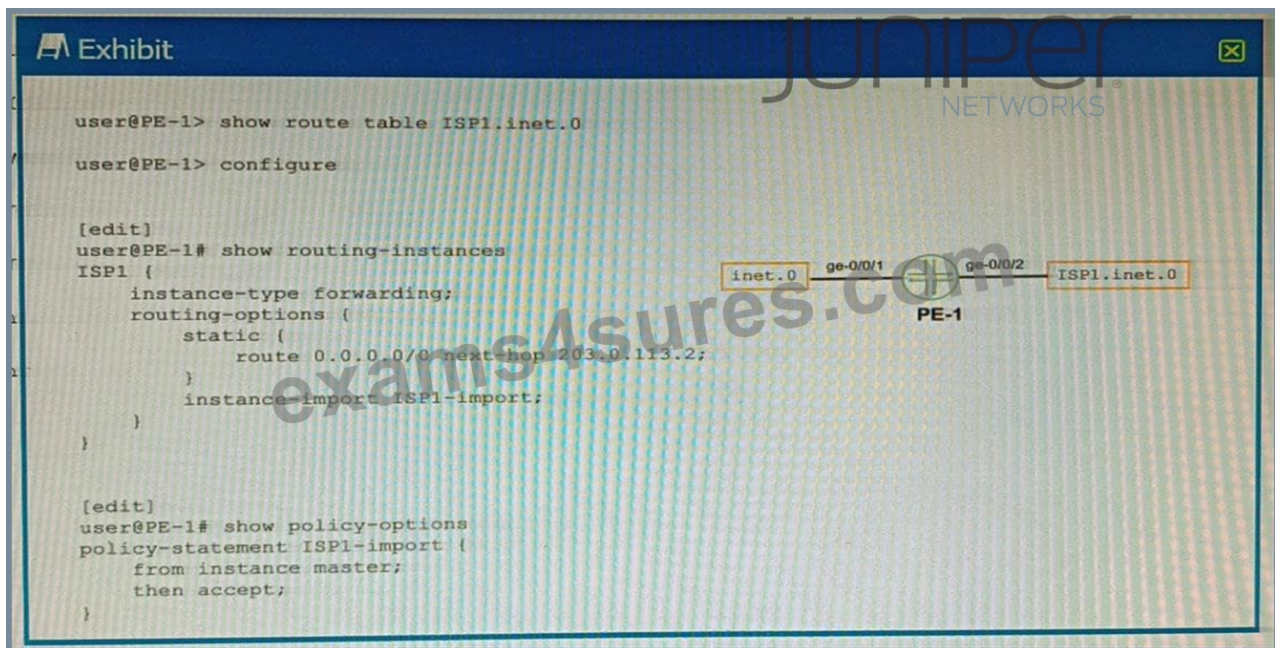 Exhibit
JUNIPER
NETWORKS
user@PE-1> show route table ISP1.inet.0
user@PE-1> configure
[edit]
user@PE-1# show routing-instances
ISP1 {
instance-type forwarding;
routing-options {
static {
route 0.0.0.0/0 next-hop 203.0.113.2;
}
instance-import ISP1-import;
}
}
inet.0 ge-0/0/1 ge-0/0/2 ISP1.inet.0
PE-1
exams4sures.com
[edit]
user@PE-1# show policy-options
policy-statement ISP1-import {
from instance master;
then accept;
}